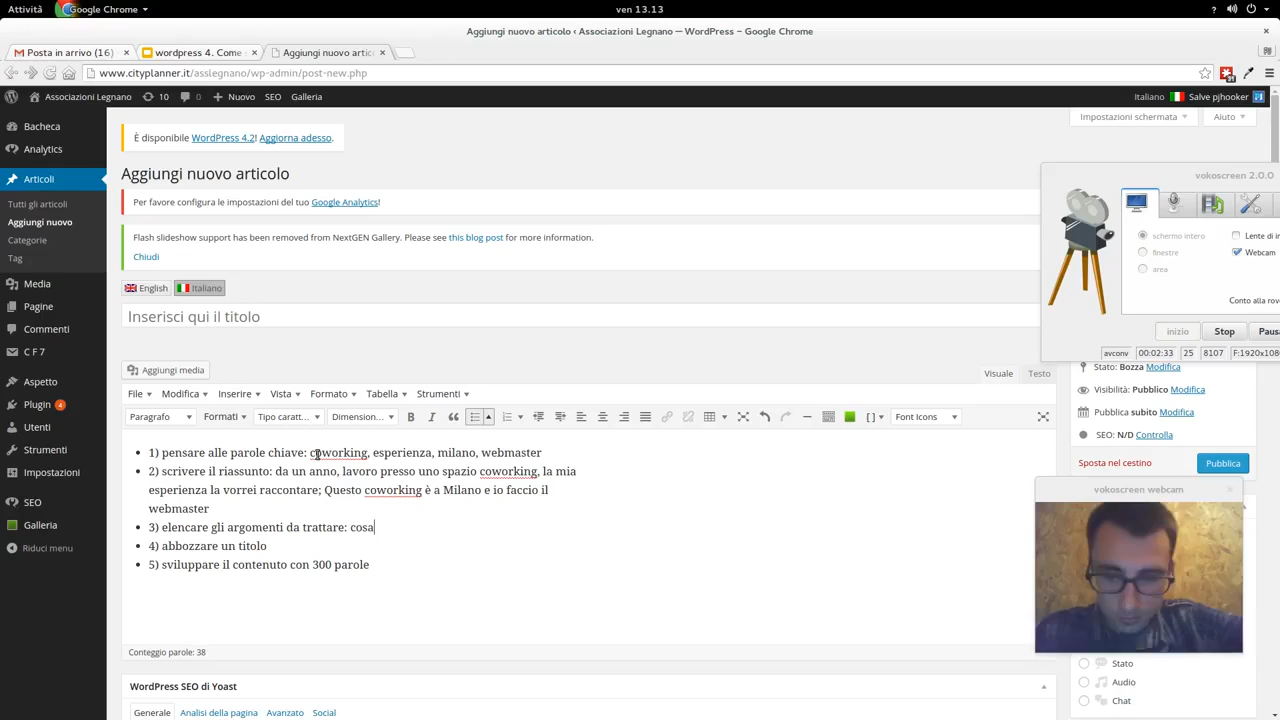 Attività
Google Chrome
ven 13.13
?
Aggiungi nuovo articolo ‹ Associazioni Legnano — WordPress – Google Chrome
Posta in arrivo (16)
wordpress 4. Come
Aggiungi nuovo artic
www.cityplanner.it/asslegnano/wp-admin/post-new.php
Associazioni Legnano
10
0
+ Nuovo
SEO
Galleria
Italiano
Salve pjhooker
Bacheca
Analytics
Articoli
Tutti gli articoli
Aggiungi nuovo
Categorie
Tag
Media
Pagine
Commenti
C F 7
Aspetto
Plugin 4
Utenti
Strumenti
Impostazioni
SEO
Galleria
Riduci menu
Impostazioni schermata
Aiuto
È disponibile WordPress 4.2! Aggiorna adesso.
Aggiungi nuovo articolo
Per favore configura le impostazioni del tuo Google Analytics!
Flash slideshow support has been removed from NextGEN Gallery. Please see this blog post for more information.
Chiudi
English
Italiano
Inserisci qui il titolo
Aggiungi media
Visuale
Testo
File
Modifica
Inserire
Vista
Formato
Tabella
Strumenti
Paragrafo
Formati
Tipo caratt...
Dimension...
B
I
Font Icons
1) pensare alle parole chiave: coworking, esperienza, milano, webmaster
2) scrivere il riassunto: da un anno, lavoro presso uno spazio coworking, la mia
esperienza la vorrei raccontare; Questo coworking è a Milano e io faccio il
webmaster
3) elencare gli argomenti da trattare: cosa
4) abbozzare un titolo
5) sviluppare il contenuto con 300 parole
Conteggio parole: 38
WordPress SEO di Yoast
Generale
Analisi della pagina
Avanzato
Social
vokoscreen 2.0.0
schermo intero
finestre
area
Lente di in
Webcam
Conto alla rov
inizio
Stop
Paus
avconv
00:02:33
25
8107
F:1920x108
Stato: Bozza Modifica
Visibilità: Pubblico Modifica
Pubblica subito Modifica
SEO: N/D Controlla
Sposta nel cestino
Pubblica
vokoscreen webcam
Stato
Audio
Chat